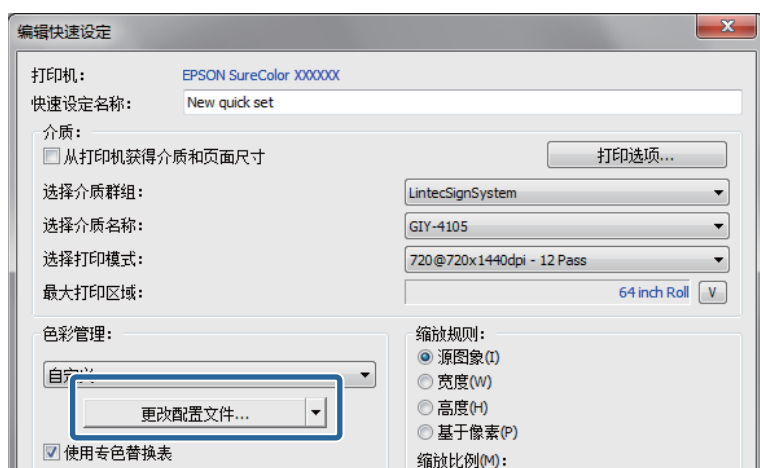 编辑快速设定
打印机： EPSON SureColor XXXXXX
快速设定名称： New quick set
介质：
从打印机获得介质和页面尺寸 打印选项...
选择介质群组： LintecSignSystem
选择介质名称： GIY-4105
选择打印模式： 720@720x1440dpi - 12 Pass
最大打印区域： 64 inch Roll V
色彩管理：
自定义
更改配置文件...
使用专色替换表
缩放规则：
源图象(I)
宽度(W)
高度(H)
基于像素(P)
缩放比例(M)：